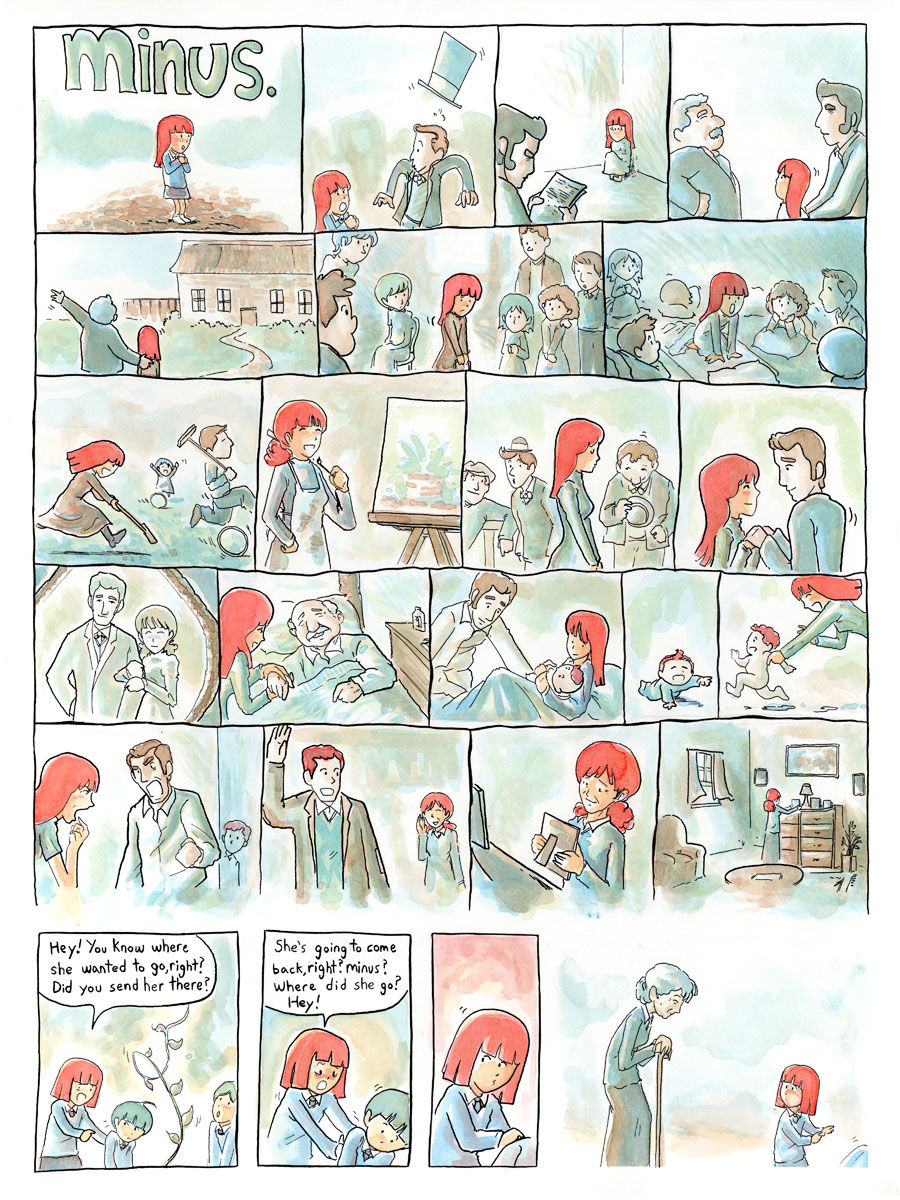 minus.
Hey! You know where
she wanted to go, right?
Did you send her there?
She's going to come
back, right? minus?
Where did she go?
Hey!